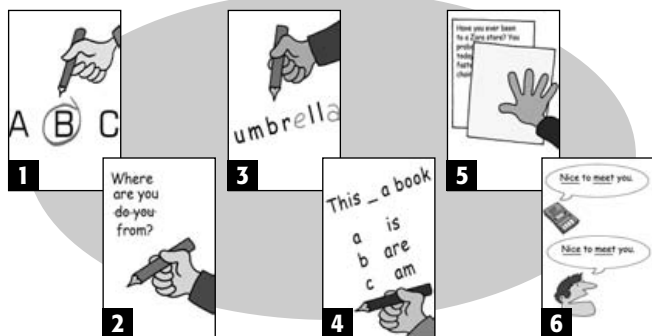 A B C
1
Where
are you
do you
from?
2
umbrella
3
This _ a book
a is
b are
c am
4
Have you ever been
to a Zara store? You
5
Nice to meet you.
Nice to meet you.
6